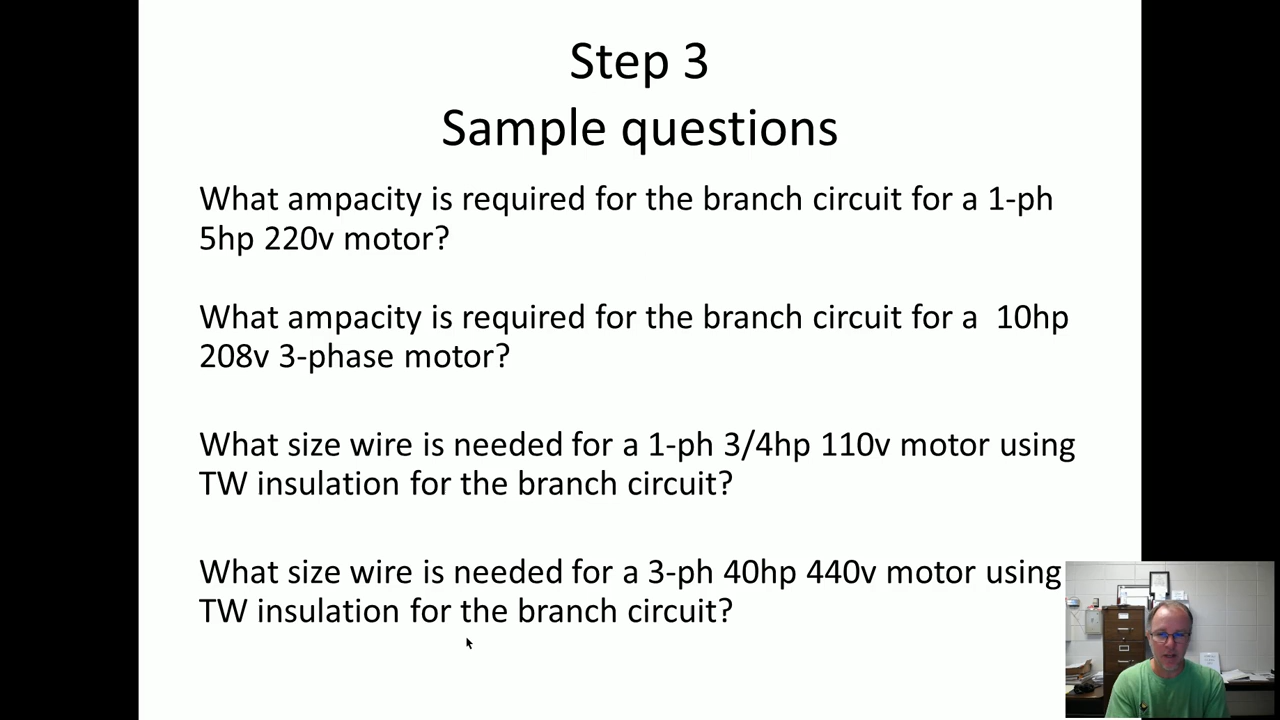 Step 3
Sample questions
What ampacity is required for the branch circuit for a 1-ph
5hp 220v motor?
What ampacity is required for the branch circuit for a  10hp
208v 3-phase motor?
What size wire is needed for a 1-ph 3/4hp 110v motor using
TW insulation for the branch circuit?
What size wire is needed for a 3-ph 40hp 440v motor using
TW insulation for the branch circuit?